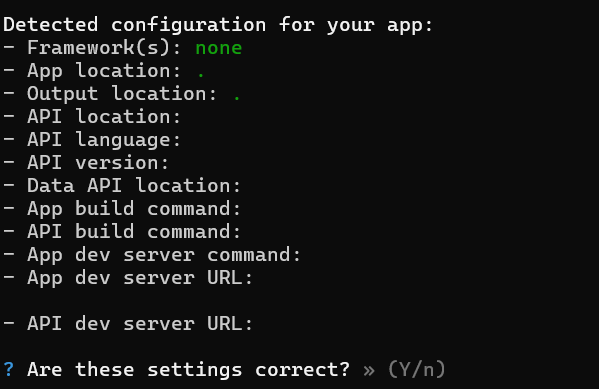 Detected configuration for your app:
- Framework(s): none
- App location: .
- Output location: .
- API location:
- API language:
- API version:
- Data API location:
- App build command:
- API build command:
- App dev server command:
- App dev server URL:
- API dev server URL:
? Are these settings correct? » (Y/n)